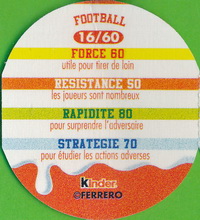 FOOTBALL
16/60
FORCE 60
utile pour tirer de loin
RESISTANCE 50
les joueurs sont nombreux
RAPIDITE 80
pour surprendre l'adversaire
STRATEGIE 70
pour étudier les actions adverses
Kinder
©FERRERO